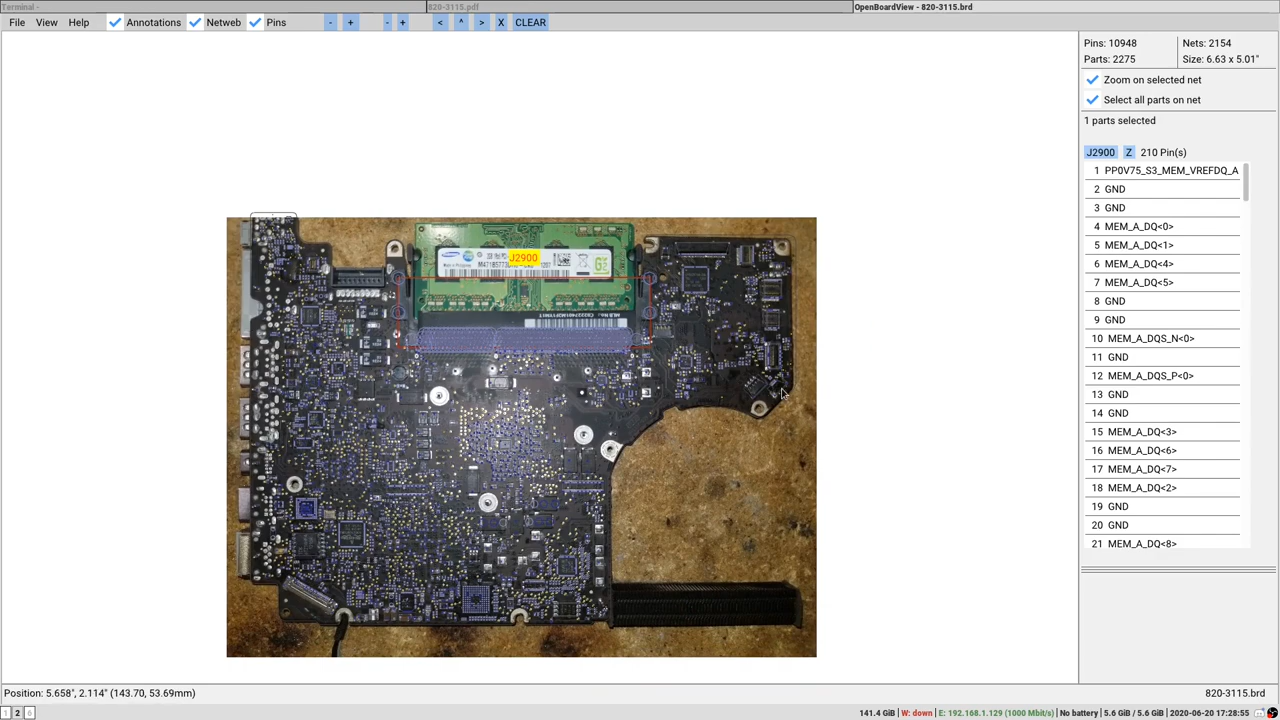 Terminal -
820-3115.pdf
OpenBoardView - 820-3115.brd
File View Help Annotations Netweb Pins - + - + < ^ > X CLEAR
Pins: 10948 Nets: 2154
Parts: 2275 Size: 6.63 x 5.01"
Zoom on selected net
Select all parts on net
1 parts selected
J2900 Z 210 Pin(s)
1 PP0V75_S3_MEM_VREFDQ_A
2 GND
3 GND
4 MEM_A_DQ<0>
5 MEM_A_DQ<1>
6 MEM_A_DQ<4>
7 MEM_A_DQ<5>
8 GND
9 GND
10 MEM_A_DQS_N<0>
11 GND
12 MEM_A_DQS_P<0>
13 GND
14 GND
15 MEM_A_DQ<3>
16 MEM_A_DQ<6>
17 MEM_A_DQ<7>
18 MEM_A_DQ<2>
19 GND
20 GND
21 MEM_A_DQ<8>
J2900
Position: 5.658", 2.114" (143.70, 53.69mm)
820-3115.brd
1 2 6
141.4 GiB | W: down | E: 192.168.1.129 (1000 Mbit/s) | No battery | 5.6 GiB / 5.6 GiB | 2020-06-20 17:28:55